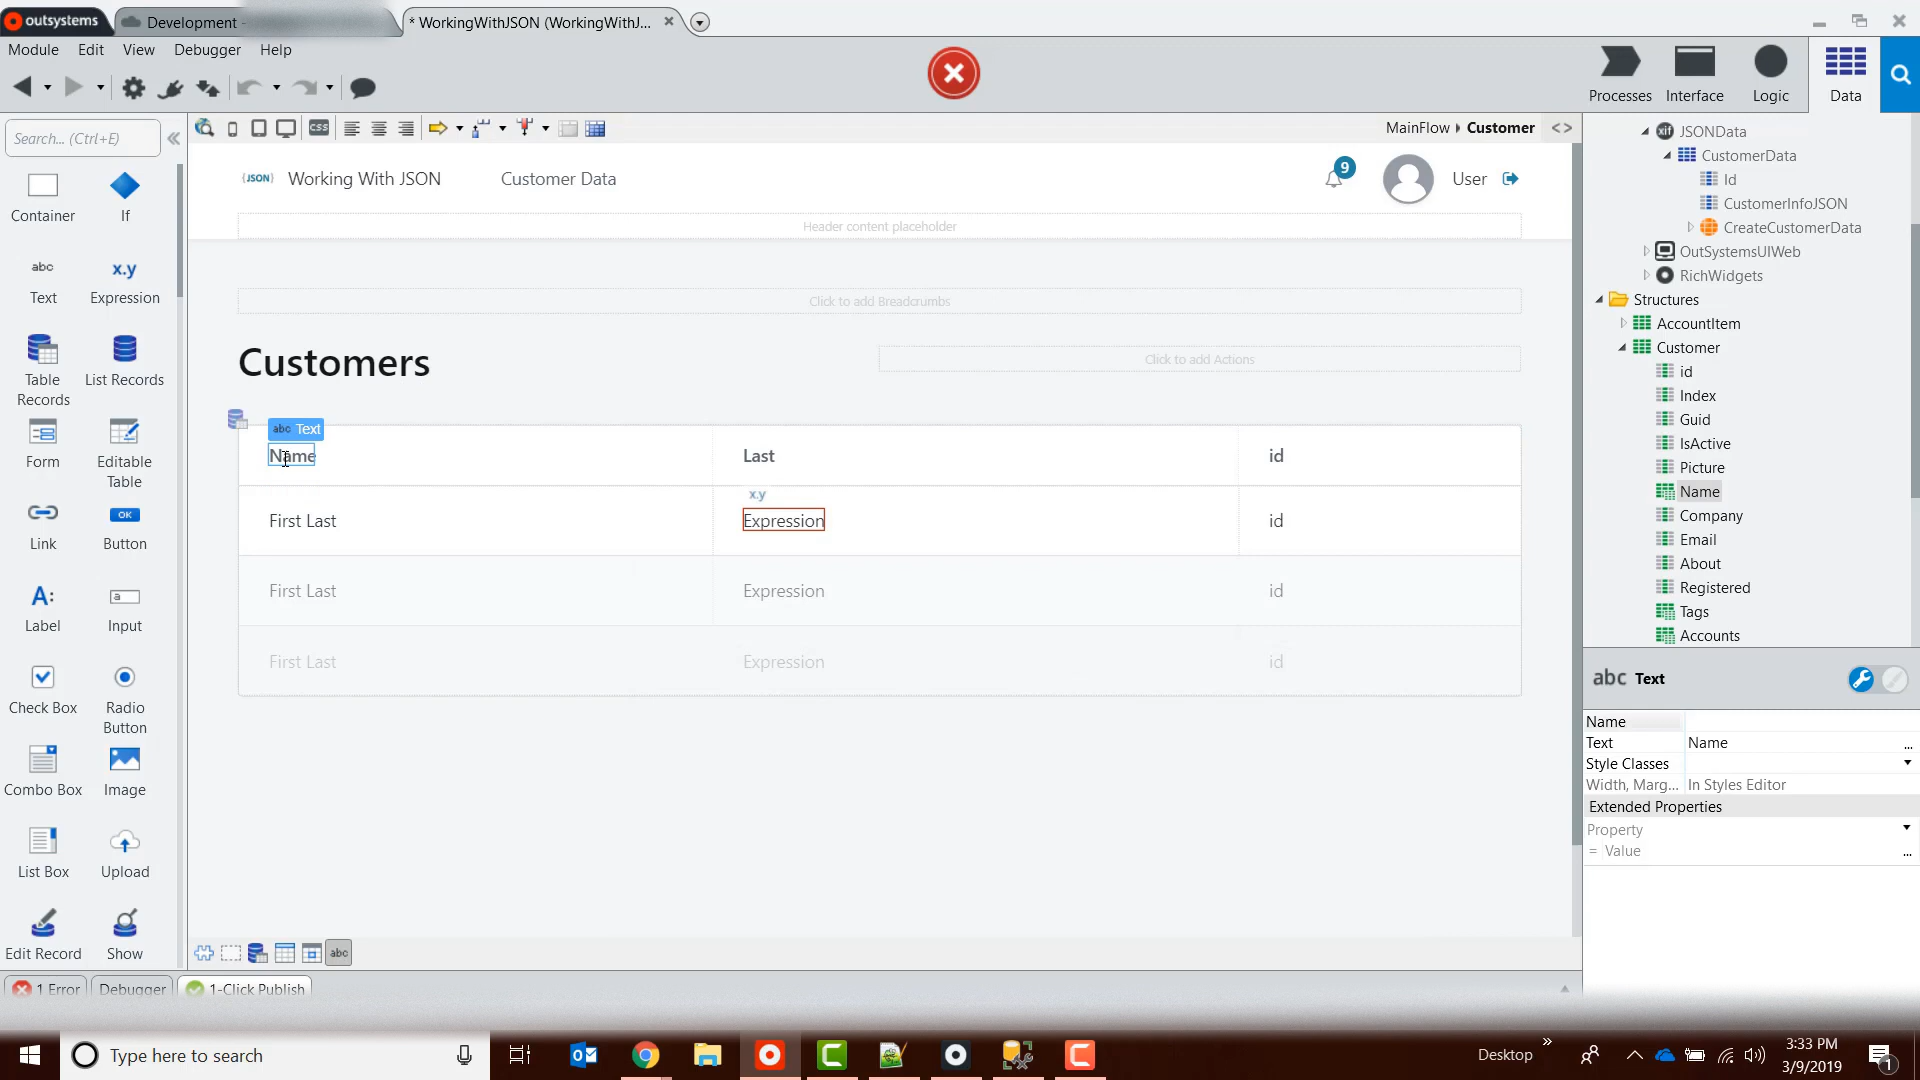 outsystems
Development -
* WorkingWithJSON (WorkingWithJ...
Module Edit View Debugger Help
Processes Interface Logic Data
Search... (Ctrl+E)
CSS
MainFlow Customer
Container If
abc x.y
Text Expression
Table Records List Records
Form Editable Table
OK
Link Button
A: a
Label Input
Check Box Radio Button
Combo Box Image
List Box Upload
Edit Record Show
{JSON} Working With JSON Customer Data
9
User
Header content placeholder
Click to add Breadcrumbs
Customers
Click to add Actions
abc Text
Name Last id
x.y
First Last Expression id
First Last Expression id
First Last Expression id
abc
xif JSONData
CustomerData
Id
CustomerInfoJSON
CreateCustomerData
OutSystemsUIWeb
RichWidgets
Structures
AccountItem
Customer
id
Index
Guid
IsActive
Picture
Name
Company
Email
About
Registered
Tags
Accounts
abc Text
Name
Text Name ...
Style Classes
Width, Marg... In Styles Editor
Extended Properties
Property
= Value ...
1 Error Debugger 1-Click Publish
Type here to search
Desktop
3:33 PM
3/9/2019
1